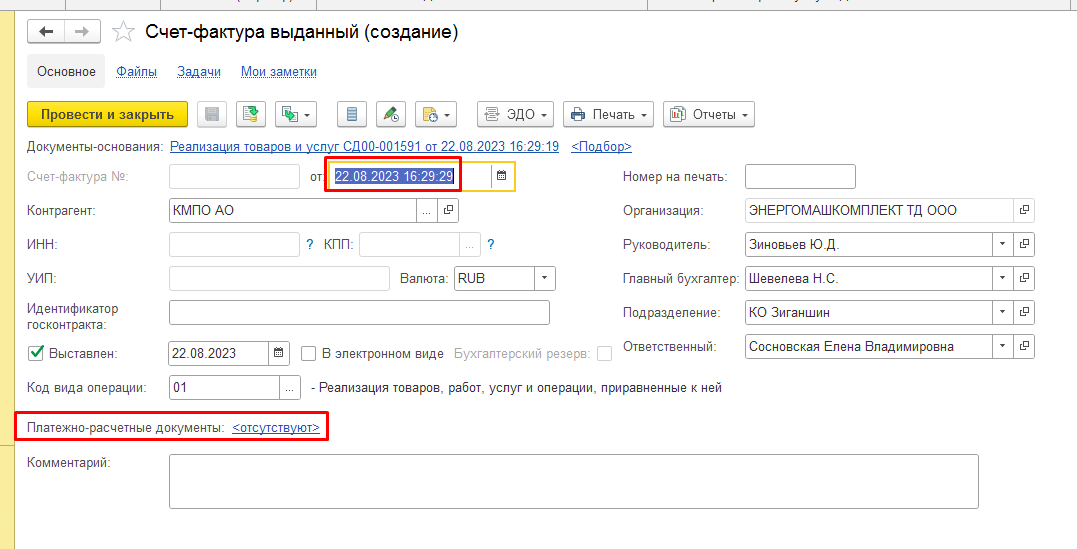 Счет-фактура выданный (создание)
Основное Файлы Задачи Мои заметки
Провести и закрыть ЭДО Печать Отчеты
Документы-основания: Реализация товаров и услуг СД00-001591 от 22.08.2023 16:29:19 <Подбор>
Счет-фактура №: от: 22.08.2023 16:29:29 Номер на печать:
Контрагент: КМПО АО ... Организация: ЭНЕРГОМАШКОМПЛЕКТ ТД ООО
ИНН: ? КПП: ... ? Руководитель: Зиновьев Ю.Д.
УИП: Валюта: RUB Главный бухгалтер: Шевелева Н.С.
Идентификатор госконтракта: Подразделение: КО Зиганшин
Выставлен: 22.08.2023 В электронном виде Бухгалтерский резерв: Ответственный: Сосновская Елена Владимировна
Код вида операции: 01 ... - Реализация товаров, работ, услуг и операции, приравненные к ней
Платежно-расчетные документы: <отсутствуют>
Комментарий: